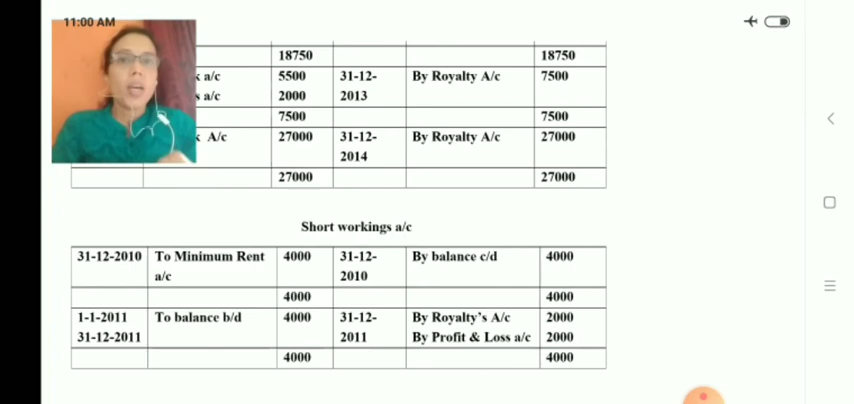 11:00 AM
18750 18750
a/c 5500 31-12- By Royalty A/c 7500
a/c 2000 2013
7500 7500
A/c 27000 31-12- By Royalty A/c 27000
2014
27000 27000
Short workings a/c
31-12-2010 To Minimum Rent 4000 31-12- By balance c/d 4000
a/c 2010
4000 4000
1-1-2011 To balance b/d 4000 31-12- By Royalty’s A/c 2000
31-12-2011 2011 By Profit & Loss a/c 2000
4000 4000